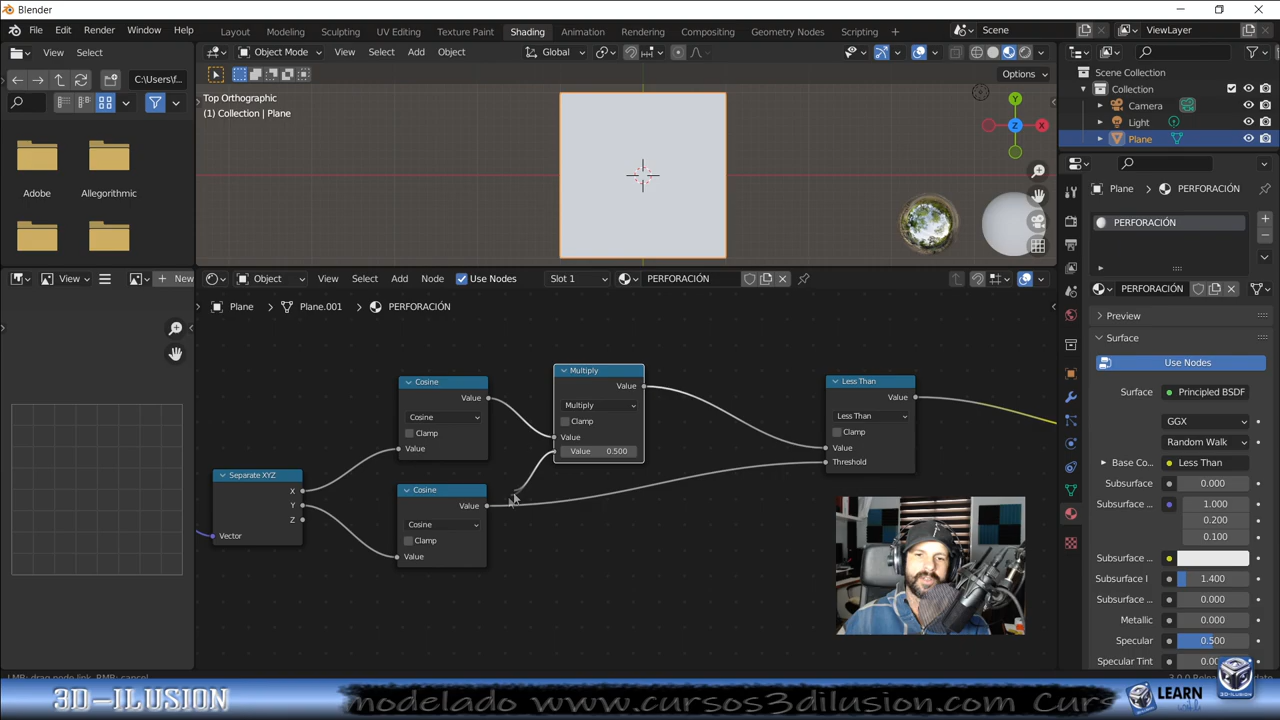 Blender
File Edit Render Window Help Layout Modeling Sculpting UV Editing Texture Paint Shading Animation Rendering Compositing Geometry Nodes Scripting Scene ViewLayer
View Select Object Mode View Select Add Object Global
C:\Users\f... Options Scene Collection
Top Orthographic
(1) Collection | Plane
Y
Z X
Collection
Camera
Light
Plane
Adobe Allegorithmic
Plane PERFORACIÓN
PERFORACIÓN
View New Object View Select Add Node Use Nodes Slot 1 PERFORACIÓN
PERFORACIÓN
Plane Plane.001 PERFORACIÓN
Preview
Surface
Use Nodes
Surface Principled BSDF
GGX
Random Walk
Base Co... Less Than
Subsurface 0.000
Subsurface ... 1.000
0.200
0.100
Subsurface ...
Subsurface I 1.400
Subsurface ... 0.000
Metallic 0.000
Specular 0.500
Specular Tint 0.00
Separate XYZ
X
Y
Z
Vector
Cosine
Value
Cosine
Clamp
Value
Cosine
Value
Cosine
Clamp
Value
Multiply
Value
Multiply
Clamp
Value
Value 0.500
Less Than
Value
Less Than
Clamp
Value
Threshold
3D-ILUSION modelado www.cursos3dilusion.com Curs
LEARN